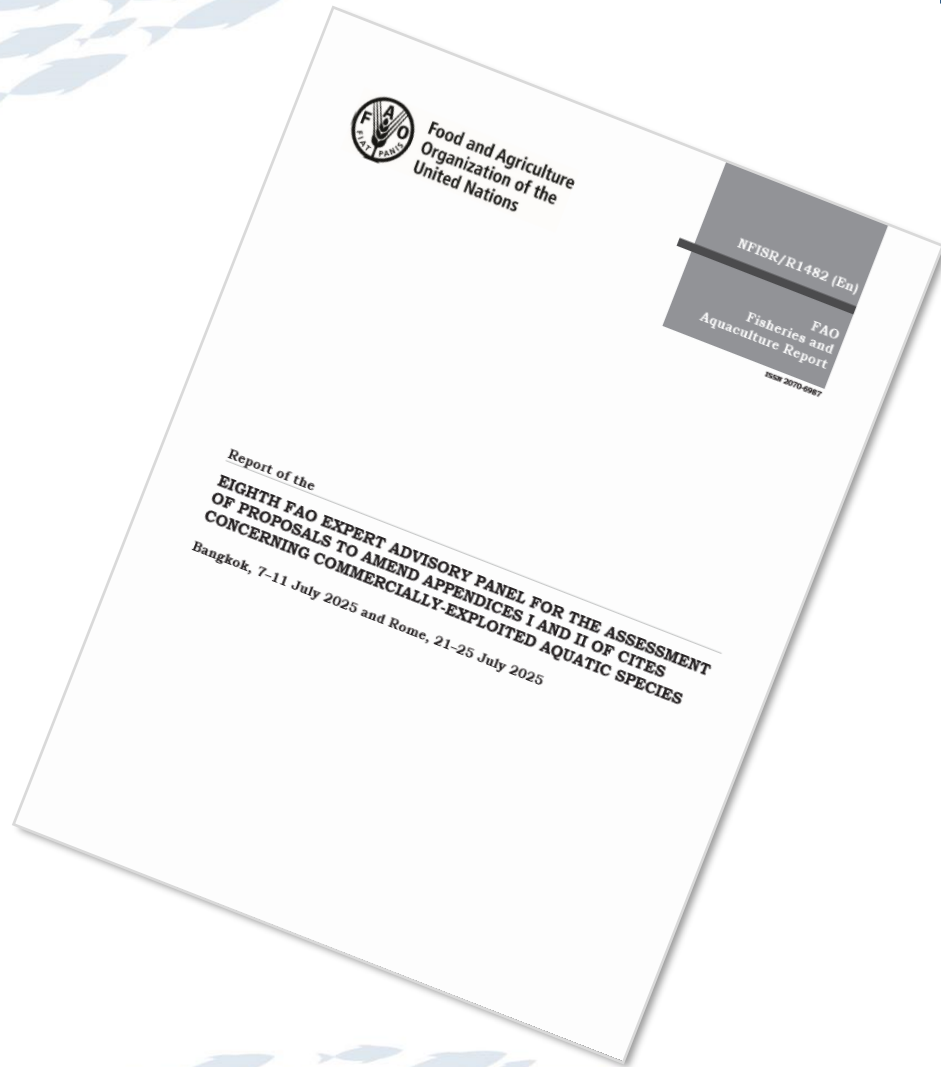 FAO
FIAT PANIS
Food and Agriculture
Organization of the
United Nations
NFISR/R1482 (En)
FAO
Fisheries and
Aquaculture Report
ISSN 2070-6987
Report of the
EIGHTH FAO EXPERT ADVISORY PANEL FOR THE ASSESSMENT
OF PROPOSALS TO AMEND APPENDICES I AND II OF CITES
CONCERNING COMMERCIALLY-EXPLOITED AQUATIC SPECIES
Bangkok, 7–11 July 2025 and Rome, 21–25 July 2025